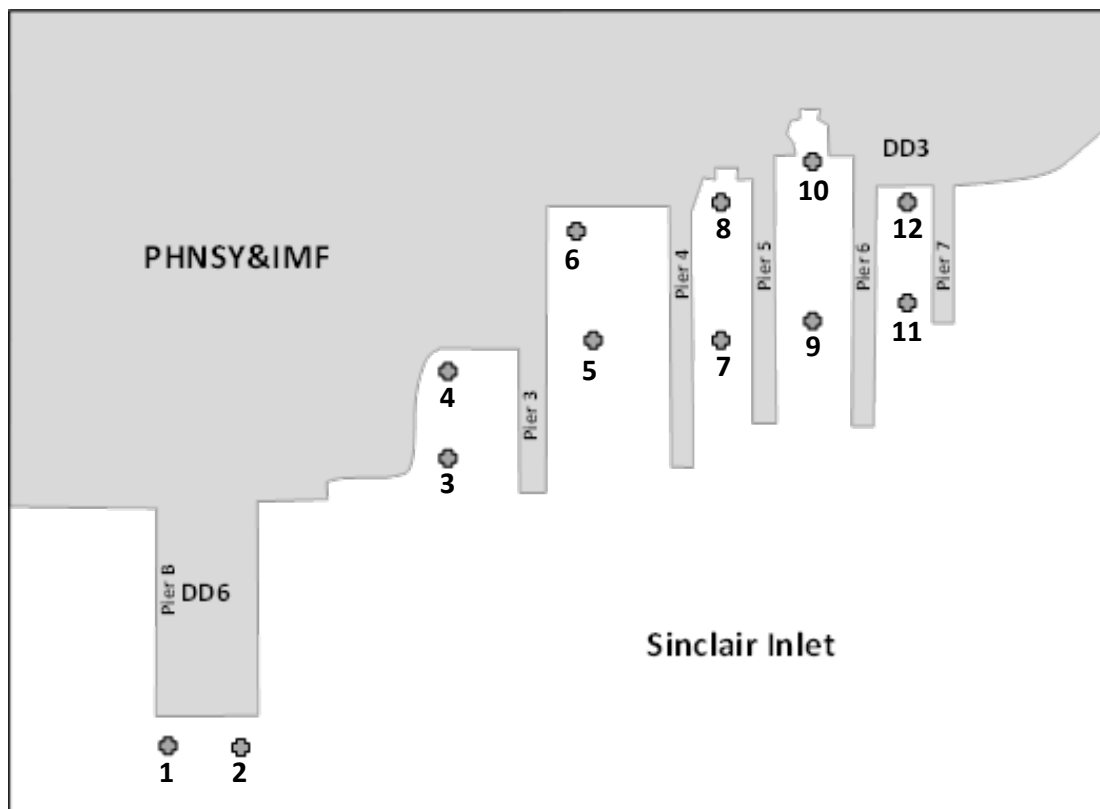 DD3
10
8
12
6
PHNSY&IMF
Pier 4
Pier 5
Pier 6
Pier 7
11
9
7
5
4
Pier 3
3
Pier B
DD6
Sinclair Inlet
1
2